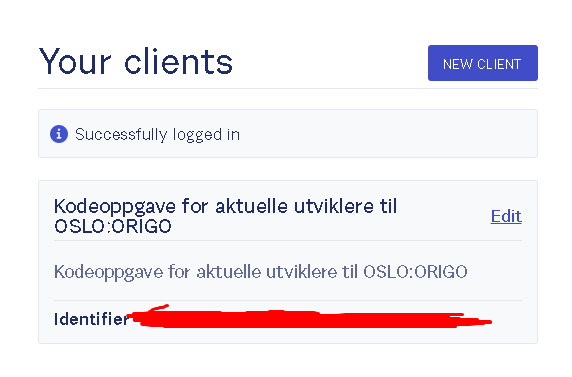 Your clients
NEW CLIENT
Successfully logged in
Kodeoppgave for aktuelle utviklere til
OSLO:ORIGO
Edit
Kodeoppgave for aktuelle utviklere til OSLO:ORIGO
Identifier